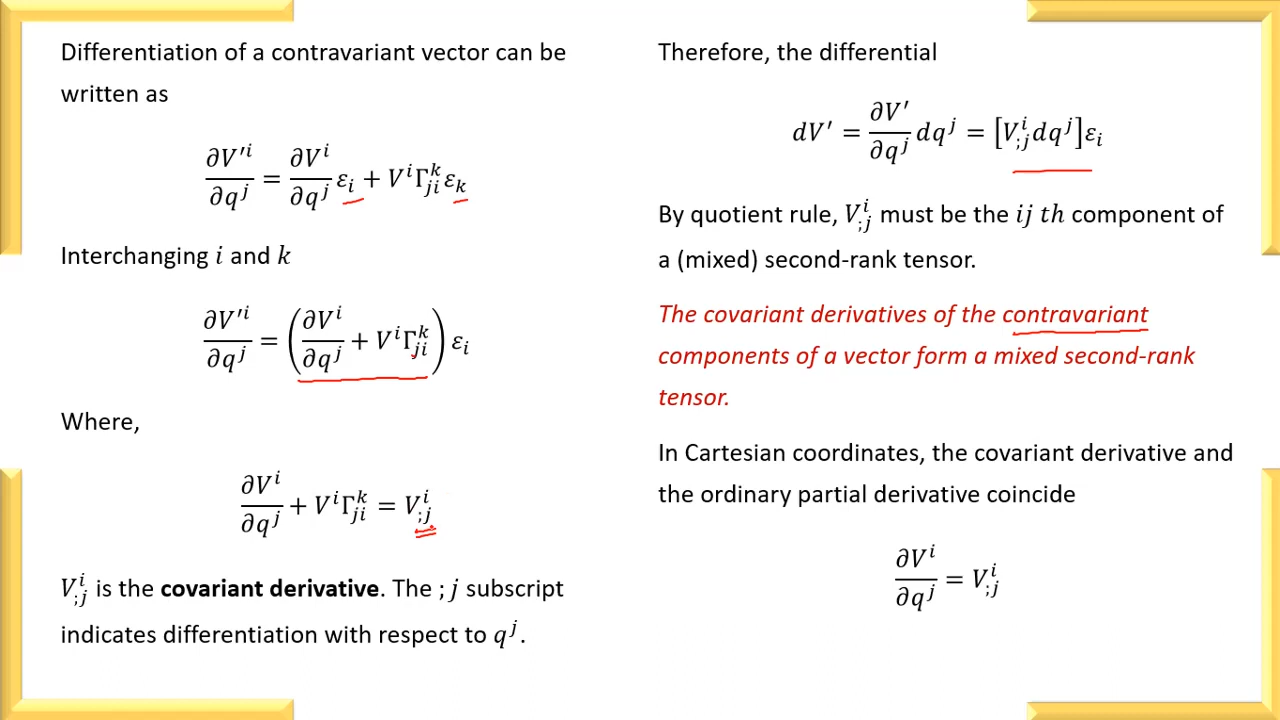 Differentiation of a contravariant vector can be
written as
∂V′ⁱ/∂qʲ = ∂Vⁱ/∂qʲ εᵢ + VⁱΓᵏⱼᵢ εₖ
Interchanging i and k
∂V′ⁱ/∂qʲ = (∂Vⁱ/∂qʲ + VⁱΓᵏⱼᵢ) εᵢ
Where,
∂Vⁱ/∂qʲ + VⁱΓᵏⱼᵢ = Vⁱ;ⱼ
Vⁱ;ⱼ is the covariant derivative. The ; j subscript
indicates differentiation with respect to qʲ.
Therefore, the differential
dV′ = ∂V′/∂qʲ dqʲ = [Vⁱ;ⱼ dqʲ]εᵢ
By quotient rule, Vⁱ;ⱼ must be the ij th component of
a (mixed) second-rank tensor.
The covariant derivatives of the contravariant
components of a vector form a mixed second-rank
tensor.
In Cartesian coordinates, the covariant derivative and
the ordinary partial derivative coincide
∂Vⁱ/∂qʲ = Vⁱ;ⱼ